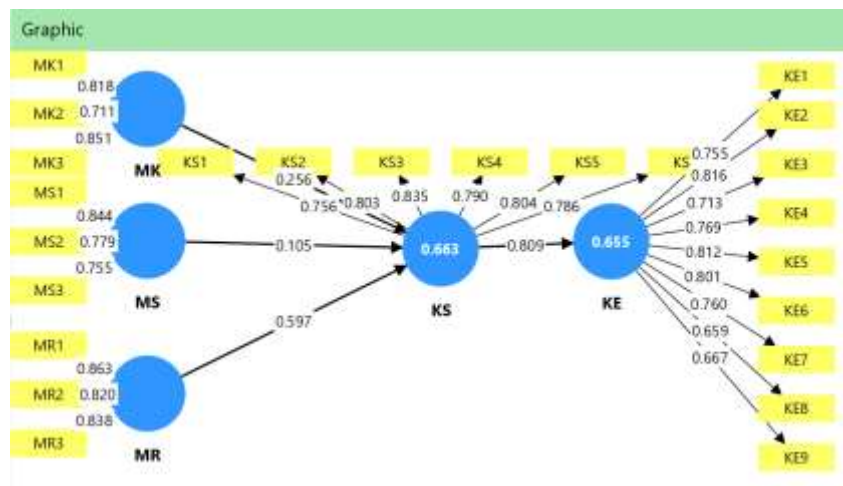 Graphic
MK1
0.818
MK2
0.711
0.851
MK3
MK
MS1
0.844
MS2
0.779
0.755
MS3
MS
MR1
0.863
MR2
0.820
0.838
MR3
MR
KS1
KS2
KS3
KS4
KS5
KS
0.256
0.756
0.803
0.835
0.790
0.804
0.786
0.105
0.597
0.663
KS
0.809
0.655
KE
0.755
0.816
0.713
0.769
0.812
0.801
0.760
0.659
0.667
KE1
KE2
KE3
KE4
KE5
KE6
KE7
KE8
KE9